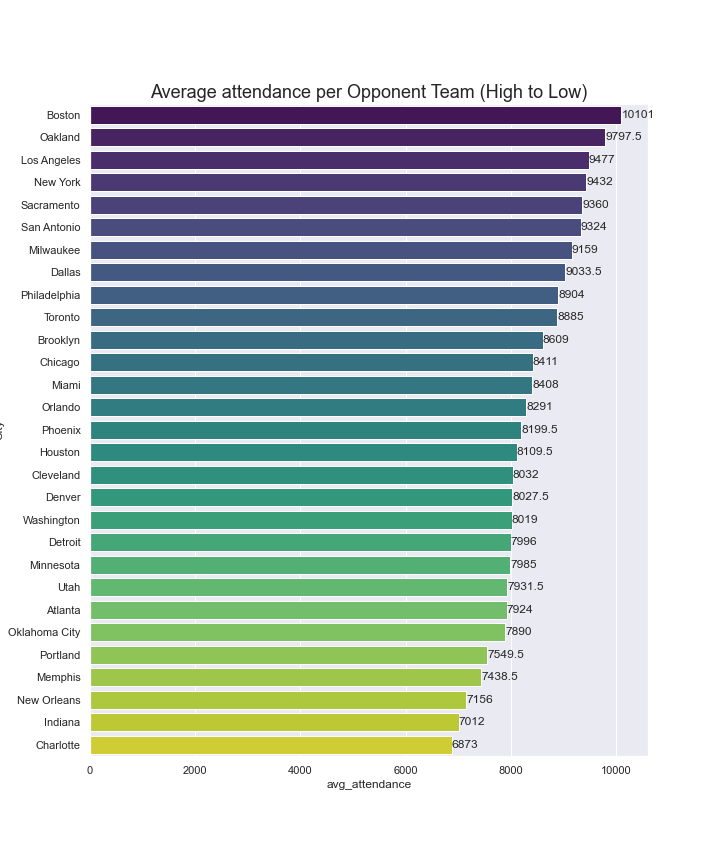 Average attendance per Opponent Team (High to Low)
Boston 10101
Oakland 9797.5
Los Angeles 9477
New York 9432
Sacramento 9360
San Antonio 9324
Milwaukee 9159
Dallas 9033.5
Philadelphia 8904
Toronto 8885
Brooklyn 8609
Chicago 8411
Miami 8408
Orlando 8291
Phoenix 8199.5
Houston 8109.5
Cleveland 8032
Denver 8027.5
Washington 8019
Detroit 7996
Minnesota 7985
Utah 7931.5
Atlanta 7924
Oklahoma City 7890
Portland 7549.5
Memphis 7438.5
New Orleans 7156
Indiana 7012
Charlotte 6873
0 2000 4000 6000 8000 10000
avg_attendance